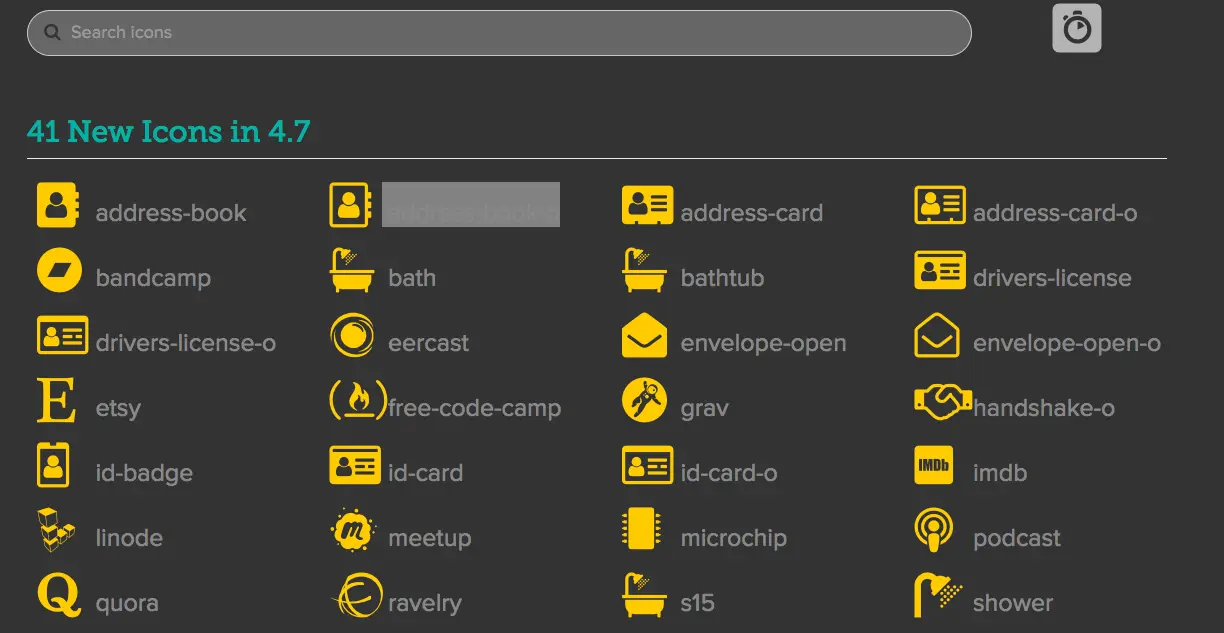 Search icons
41 New Icons in 4.7
address-book address-book-o address-card address-card-o
bandcamp bath bathtub drivers-license
drivers-license-o eercast envelope-open envelope-open-o
etsy free-code-camp grav handshake-o
id-badge id-card id-card-o IMDb imdb
linode meetup microchip podcast
quora ravelry s15 shower